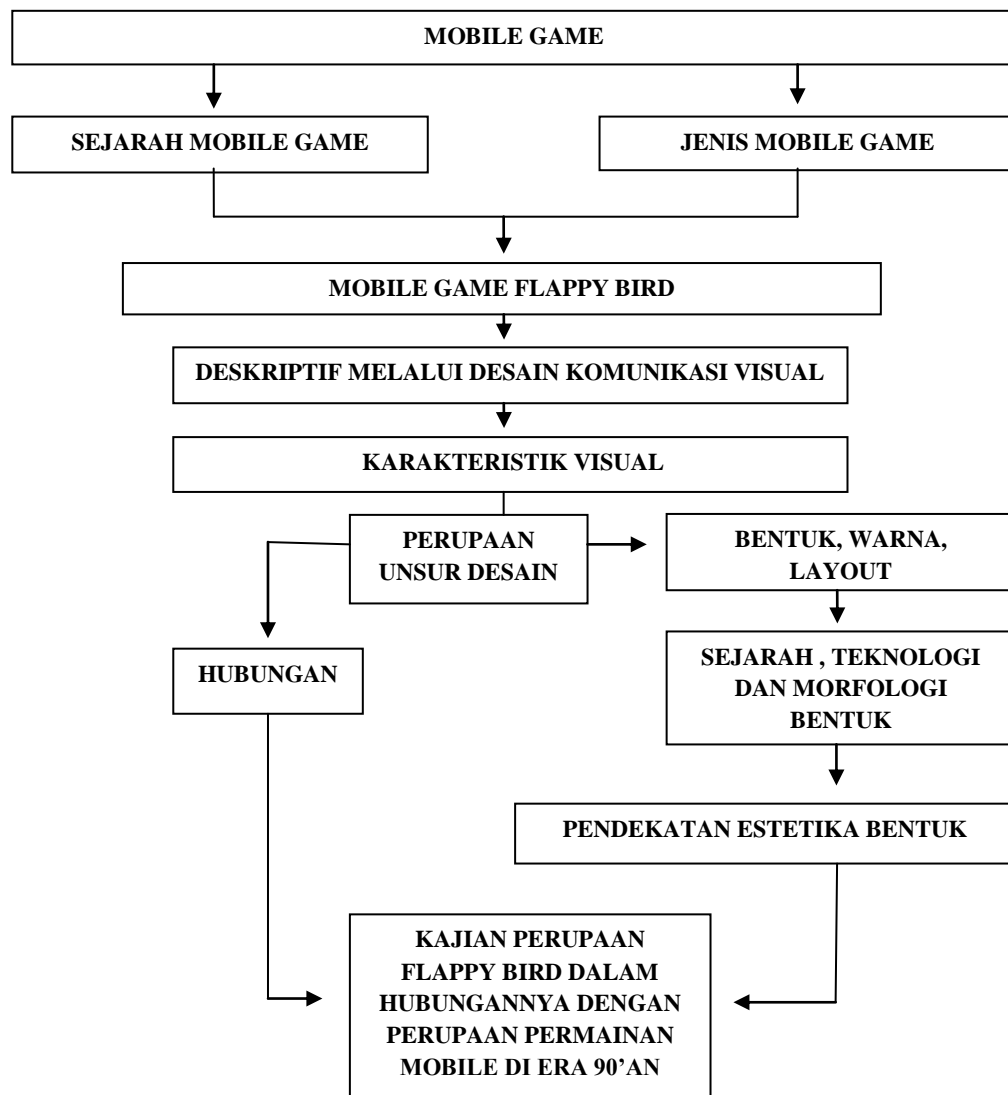 MOBILE GAME
SEJARAH MOBILE GAME
JENIS MOBILE GAME
MOBILE GAME FLAPPY BIRD
DESKRIPTIF MELALUI DESAIN KOMUNIKASI VISUAL
KARAKTERISTIK VISUAL
PERUPAAN
UNSUR DESAIN
BENTUK, WARNA,
LAYOUT
HUBUNGAN
SEJARAH , TEKNOLOGI
DAN MORFOLOGI
BENTUK
PENDEKATAN ESTETIKA BENTUK
KAJIAN PERUPAAN
FLAPPY BIRD DALAM
HUBUNGANNYA DENGAN
PERUPAAN PERMAINAN
MOBILE DI ERA 90’AN